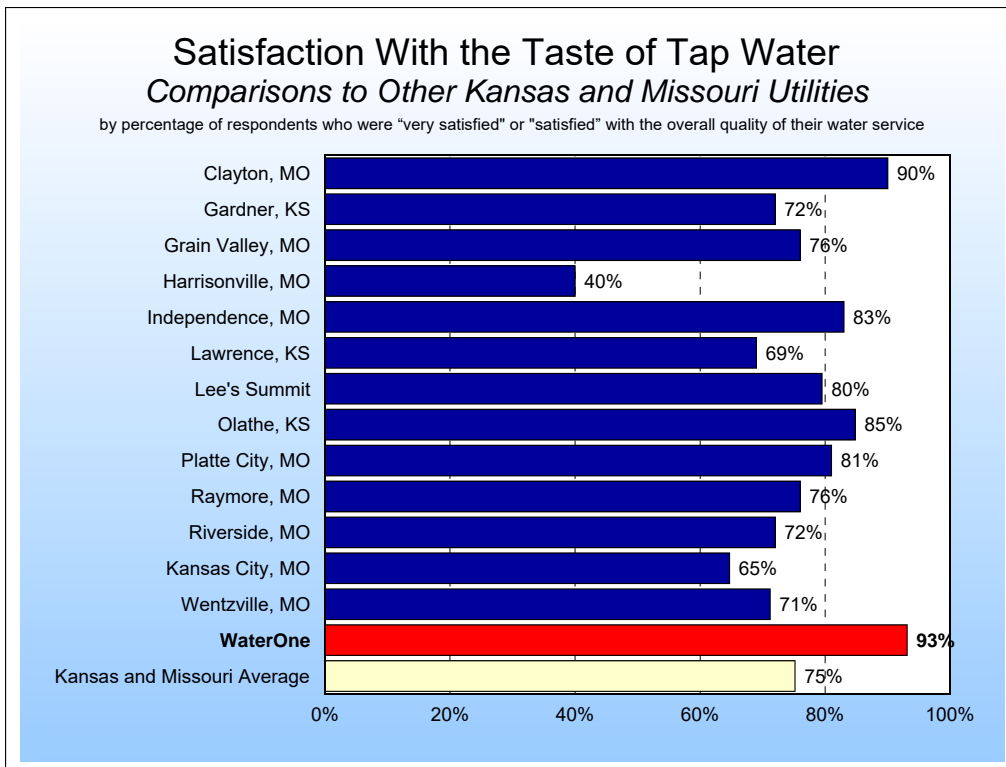 Satisfaction With the Taste of Tap Water
Comparisons to Other Kansas and Missouri Utilities
by percentage of respondents who were “very satisfied" or "satisfied” with the overall quality of their water service
Clayton, MO 90%
Gardner, KS 72%
Grain Valley, MO 76%
Harrisonville, MO 40%
Independence, MO 83%
Lawrence, KS 69%
Lee's Summit 80%
Olathe, KS 85%
Platte City, MO 81%
Raymore, MO 76%
Riverside, MO 72%
Kansas City, MO 65%
Wentzville, MO 71%
WaterOne 93%
Kansas and Missouri Average 75%
0% 20% 40% 60% 80% 100%